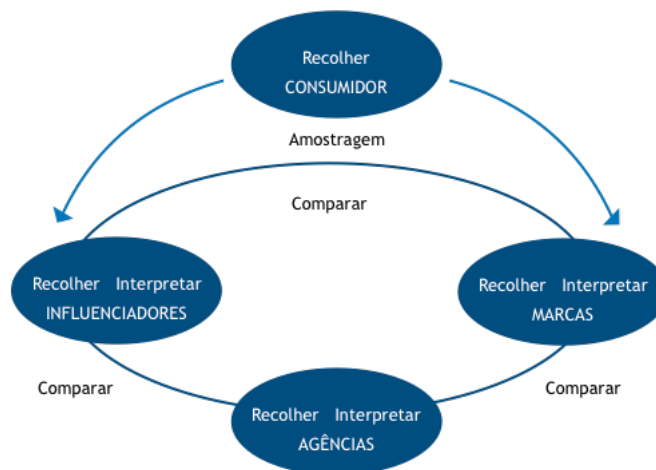 Recolher
CONSUMIDOR
Amostragem
Comparar
Recolher Interpretar
INFLUENCIADORES
Recolher Interpretar
MARCAS
Comparar
Comparar
Recolher Interpretar
AGÊNCIAS